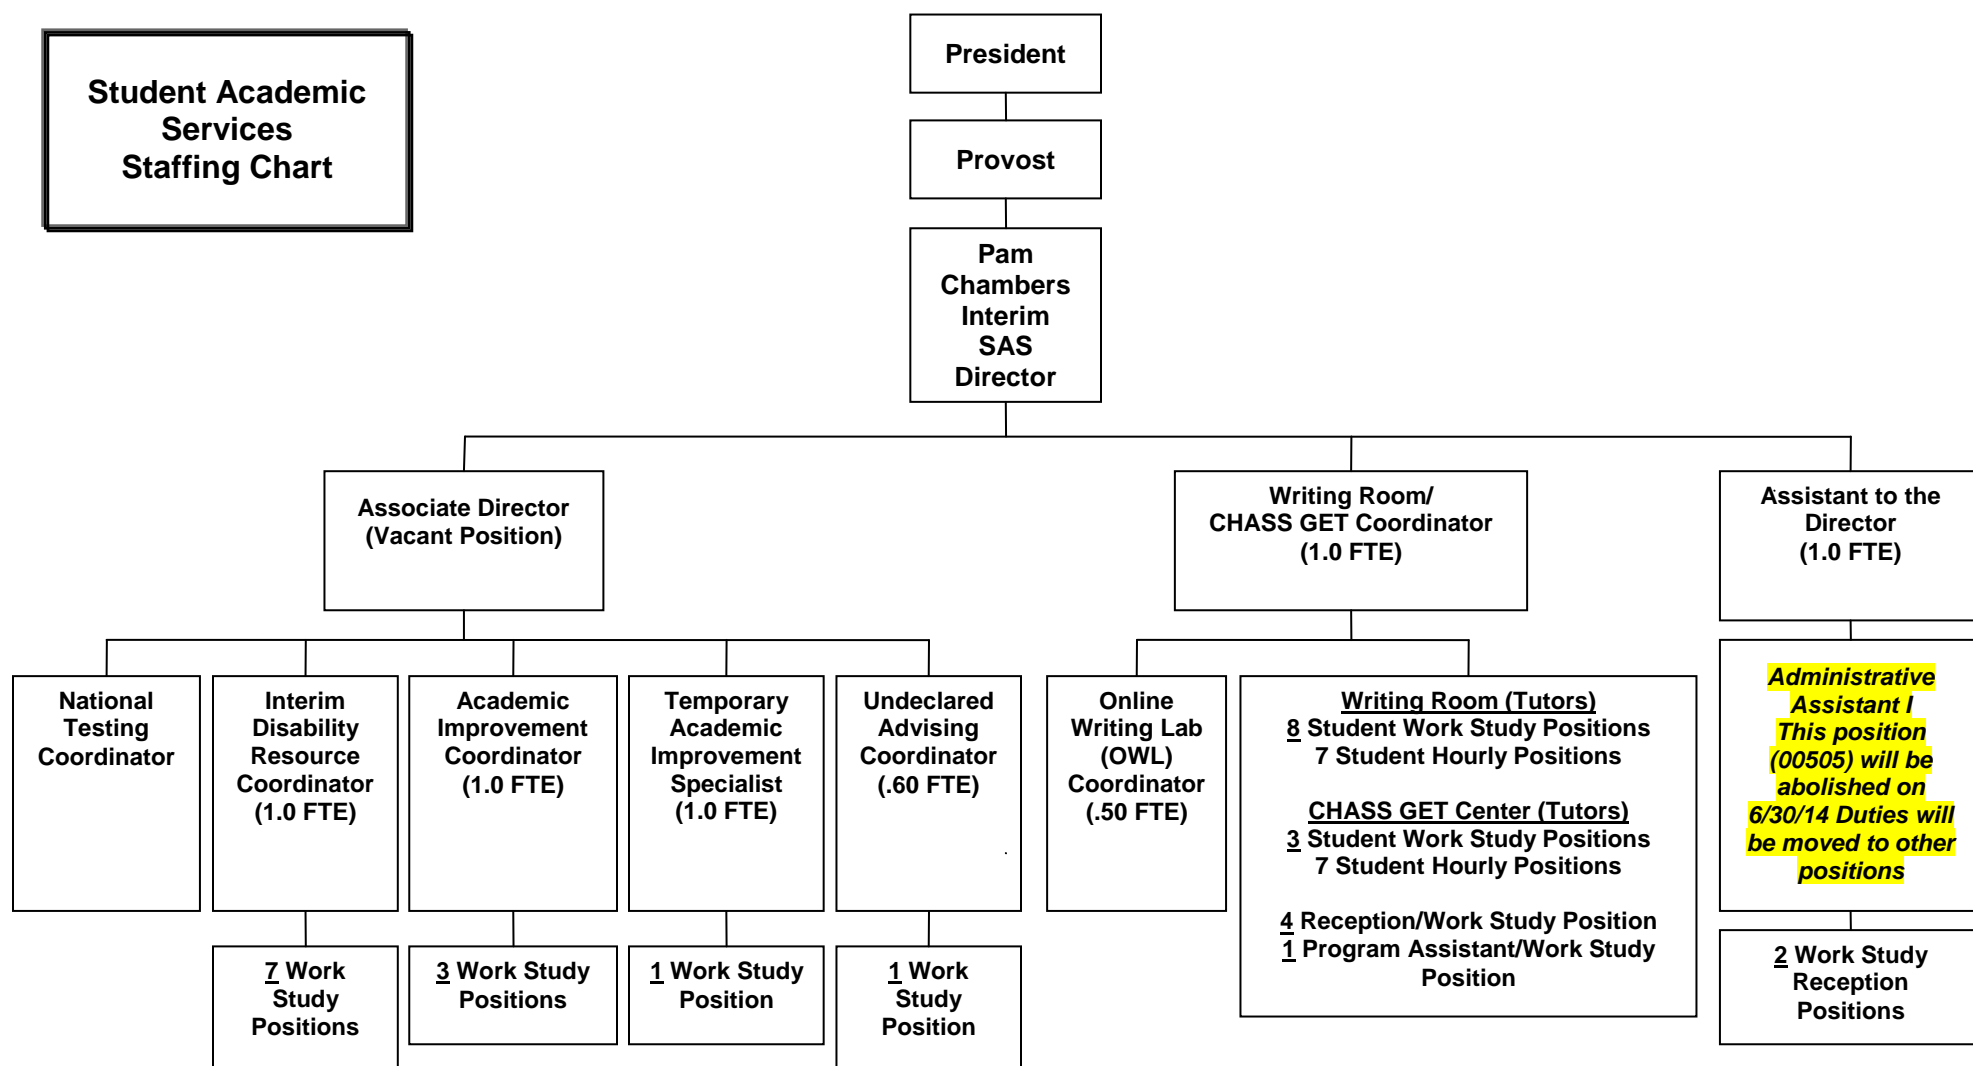 Student Academic
Services
Staffing Chart
President
Provost
Pam
Chambers
Interim
SAS
Director
Associate Director
(Vacant Position)
Writing Room/
CHASS GET Coordinator
(1.0 FTE)
Assistant to the
Director
(1.0 FTE)
National
Testing
Coordinator
Interim
Disability
Resource
Coordinator
(1.0 FTE)
Academic
Improvement
Coordinator
(1.0 FTE)
Temporary
Academic
Improvement
Specialist
(1.0 FTE)
Undeclared
Advising
Coordinator
(.60 FTE)
Online
Writing Lab
(OWL)
Coordinator
(.50 FTE)
Writing Room (Tutors)
8 Student Work Study Positions
7 Student Hourly Positions
CHASS GET Center (Tutors)
3 Student Work Study Positions
7 Student Hourly Positions
4 Reception/Work Study Position
1 Program Assistant/Work Study
Position
Administrative
Assistant I
This position
(00505) will be
abolished on
6/30/14 Duties will
be moved to other
positions
7 Work
Study
Positions
3 Work Study
Positions
1 Work Study
Position
1 Work
Study
Position
2 Work Study
Reception
Positions